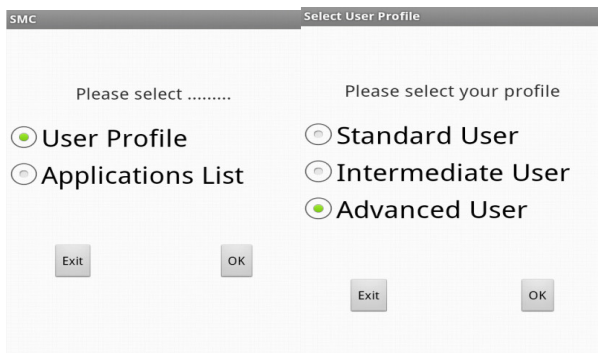 SMC
Please select .........
User Profile
Applications List
Exit
OK
Select User Profile
Please select your profile
Standard User
Intermediate User
Advanced User
Exit
OK